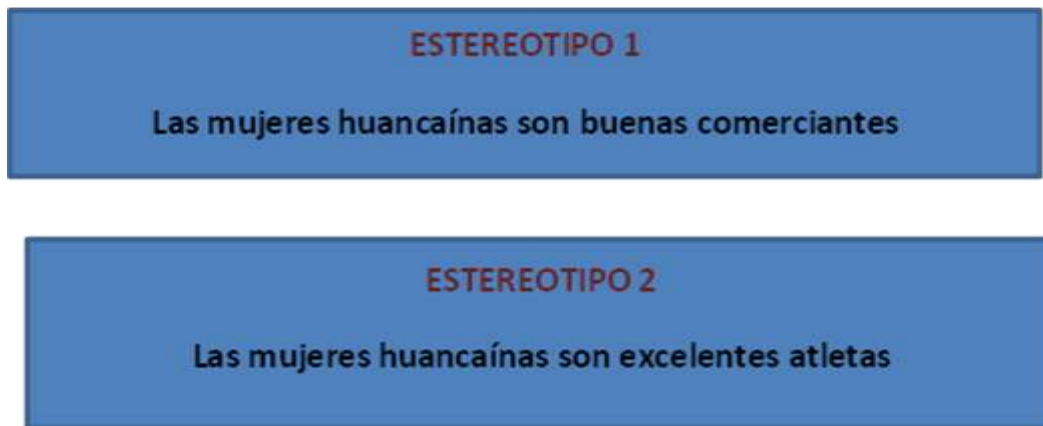 ESTEREOTIPO 1
Las mujeres huancaínas son buenas comerciantes
ESTEREOTIPO 2
Las mujeres huancaínas son excelentes atletas